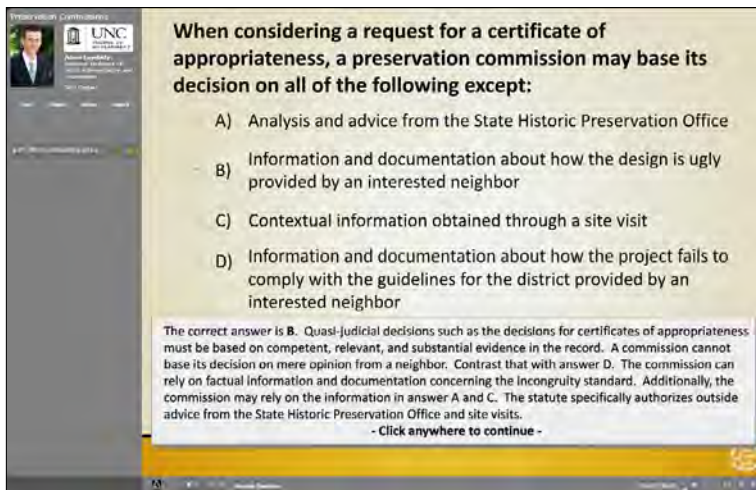 Preservation Commissions
UNC
SCHOOL OF GOVERNMENT
Adam Lovelady
When considering a request for a certificate of
appropriateness, a preservation commission may base its
decision on all of the following except:
A) Analysis and advice from the State Historic Preservation Office
B) Information and documentation about how the design is ugly
provided by an interested neighbor
C) Contextual information obtained through a site visit
D) Information and documentation about how the project fails to
comply with the guidelines for the district provided by an
interested neighbor
The correct answer is B. Quasi-judicial decisions such as the decisions for certificates of appropriateness
must be based on competent, relevant, and substantial evidence in the record. A commission cannot
base its decision on mere opinion from a neighbor. Contrast that with answer D. The commission can
rely on factual information and documentation concerning the incongruity standard. Additionally, the
commission may rely on the information in answer A and C. The statute specifically authorizes outside
advice from the State Historic Preservation Office and site visits.
- Click anywhere to continue -